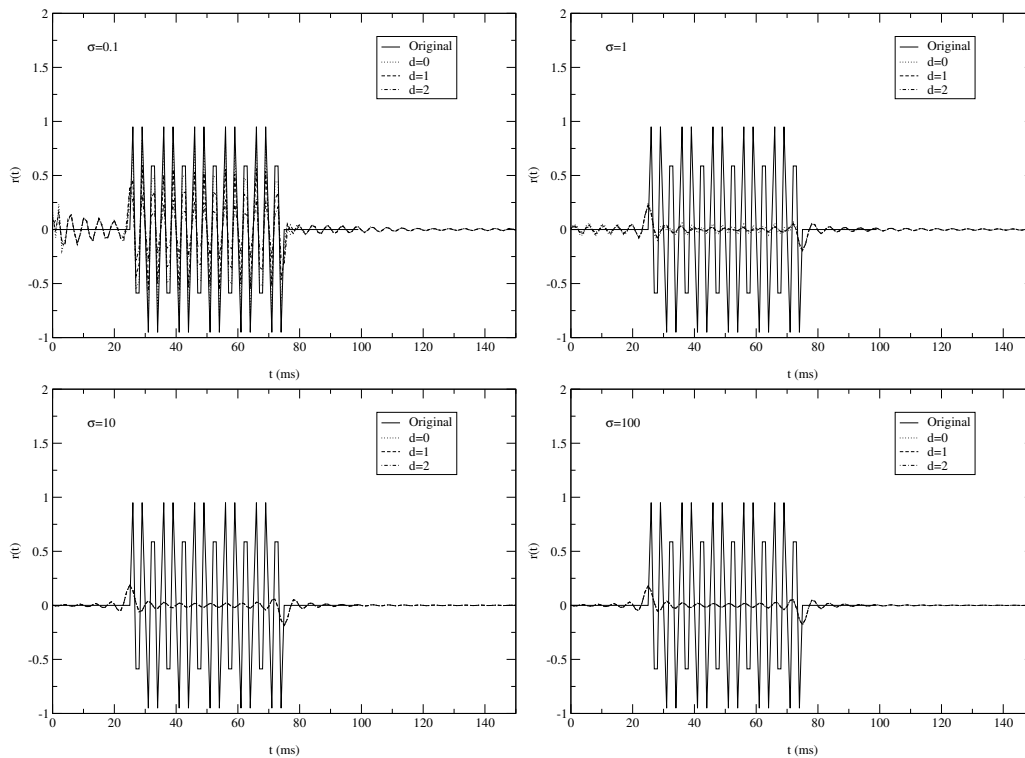 σ=0.1
Original
d=0
d=1
d=2
2
1.5
1
0.5
0
-0.5
-1
r(t)
0 20 40 60 80 100 120 140
t (ms)
σ=1
Original
d=0
d=1
d=2
2
1.5
1
0.5
0
-0.5
-1
r(t)
0 20 40 60 80 100 120 140
t (ms)
σ=10
Original
d=0
d=1
d=2
2
1.5
1
0.5
0
-0.5
-1
r(t)
0 20 40 60 80 100 120 140
t (ms)
σ=100
Original
d=0
d=1
d=2
2
1.5
1
0.5
0
-0.5
-1
r(t)
0 20 40 60 80 100 120 140
t (ms)